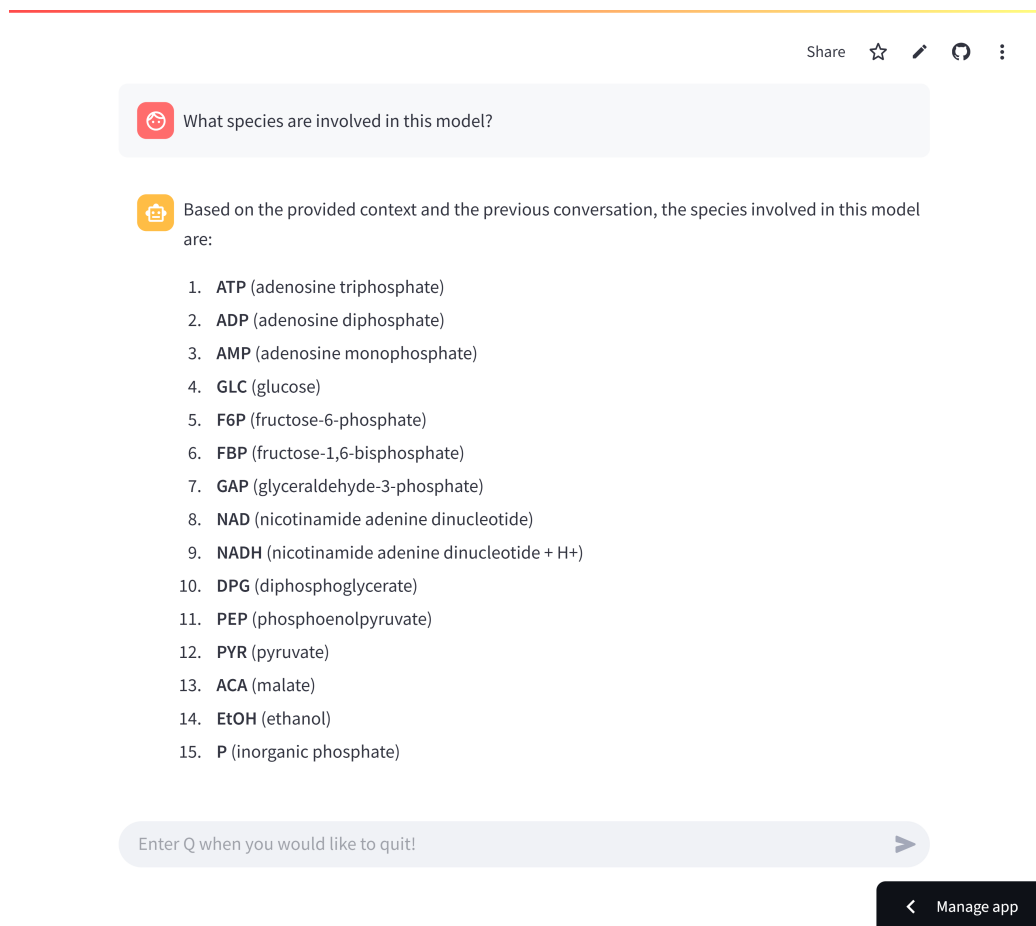 Share
What species are involved in this model?
Based on the provided context and the previous conversation, the species involved in this model
are:
1. ATP (adenosine triphosphate)
2. ADP (adenosine diphosphate)
3. AMP (adenosine monophosphate)
4. GLC (glucose)
5. F6P (fructose-6-phosphate)
6. FBP (fructose-1,6-bisphosphate)
7. GAP (glyceraldehyde-3-phosphate)
8. NAD (nicotinamide adenine dinucleotide)
9. NADH (nicotinamide adenine dinucleotide + H+)
10. DPG (diphosphoglycerate)
11. PEP (phosphoenolpyruvate)
12. PYR (pyruvate)
13. ACA (malate)
14. EtOH (ethanol)
15. P (inorganic phosphate)
Enter Q when you would like to quit!
Manage app